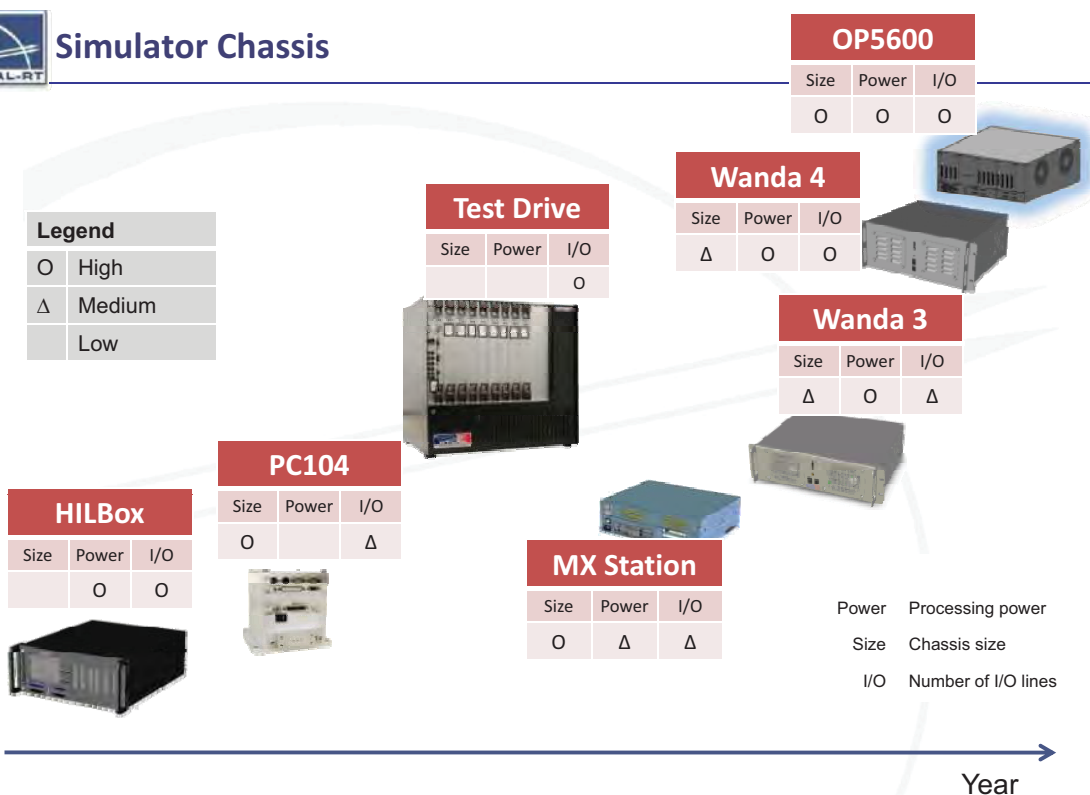 AL-RT
Simulator Chassis
OP5600
Size Power I/O
O O O
Wanda 4
Size Power I/O
Δ O O
Test Drive
Size Power I/O
O
Legend
O High
Δ Medium
Low
Wanda 3
Size Power I/O
Δ O Δ
PC104
Size Power I/O
O Δ
HILBox
Size Power I/O
O O
MX Station
Size Power I/O
O Δ Δ
Power Processing power
Size Chassis size
I/O Number of I/O lines
Year